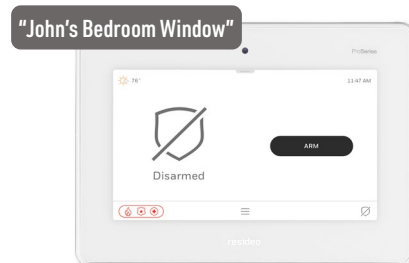 “John’s Bedroom Window”
ProSeries
76°
11:47 AM
ARM
Disarmed
resideo